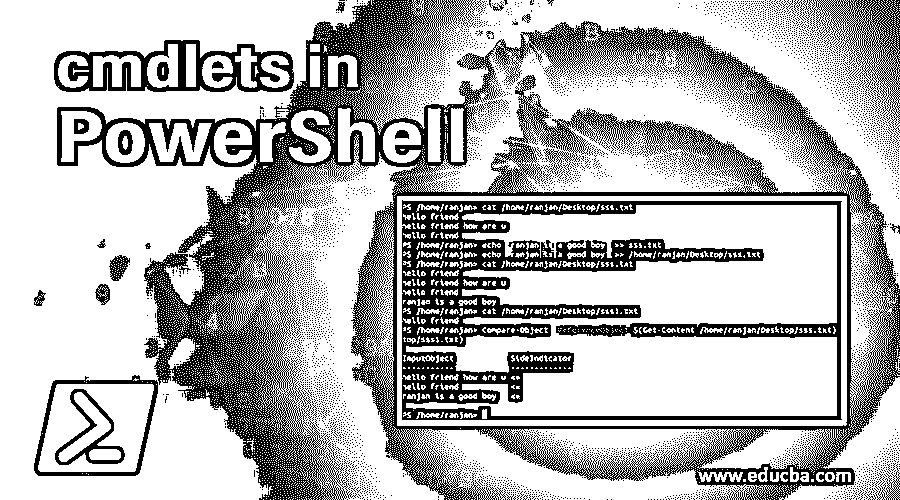 cmdlets in
PowerShell
PS /home/ranjan> cat /home/ranjan/Desktop/sss.txt
hello friend
hello friend how are u
hello friend
PS /home/ranjan> echo ranjan is a good boy >> sss.txt
PS /home/ranjan> echo ranjan is a good boy >> /home/ranjan/Desktop/sss.txt
PS /home/ranjan> cat /home/ranjan/Desktop/sss.txt
hello friend
hello friend how are u
hello friend
ranjan is a good boy
PS /home/ranjan> cat /home/ranjan/Desktop/sss1.txt
hello friend
PS /home/ranjan> Compare-Object $(Get-Content /home/ranjan/Desktop/sss.txt)
top/sss1.txt)
InputObject SideIndicator
hello friend how are u <=
hello friend <=
ranjan is a good boy <=
PS /home/ranjan>
www.educba.com